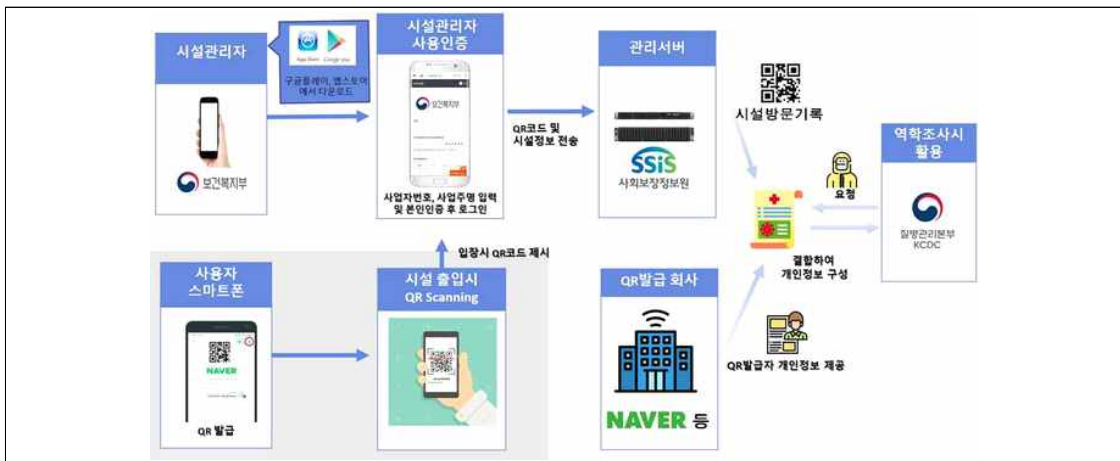 시설관리자
App Store Google play
구글플레이, 앱스토어
에서 다운로드
보건복지부
시설관리자
사용인증
보건복지부
사업자번호, 사업주명 입력
및 본인인증 후 로그인
QR코드 및
시설정보 전송
관리서버
SSiS
사회보장정보원
시설방문기록
역학조사시
활용
요청
질병관리본부
KCDC
결합하여
개인정보 구성
입장시 QR코드 제시
사용자
스마트폰
NAVER
QR 발급
시설 출입시
QR Scanning
QR발급 회사
NAVER 등
QR발급자 개인정보 제공